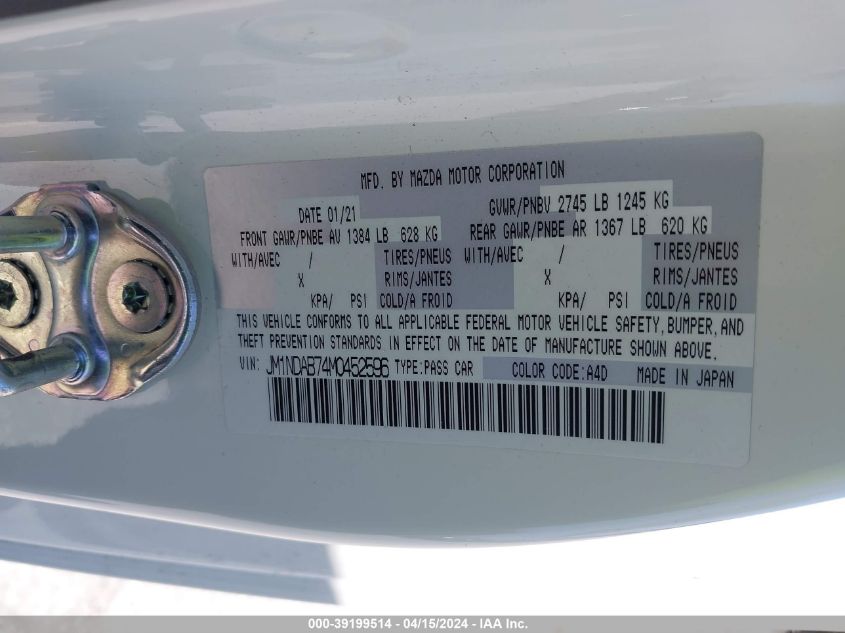 MFD. BY MAZDA MOTOR CORPORATION
DATE 01/21 GVWR/PNBV 2745 LB 1245 KG
FRONT GAWR/PNBE AV 1384 LB 628 KG REAR GAWR/PNBE AR 1367 LB 620 KG
WITH/AVEC / TIRES/PNEUS WITH/AVEC / TIRES/PNEUS
X RIMS/JANTES X RIMS/JANTES
KPA/ PSI COLD/A FROID KPA/ PSI COLD/A FROID
THIS VEHICLE CONFORMS TO ALL APPLICABLE FEDERAL MOTOR VEHICLE SAFETY, BUMPER, AND
THEFT PREVENTION STANDARDS IN EFFECT ON THE DATE OF MANUFACTURE SHOWN ABOVE.
VIN: JM1NDAB74M0452596 TYPE:PASS CAR COLOR CODE:A4D MADE IN JAPAN
000-39199514 - 04/15/2024 - IAA Inc.